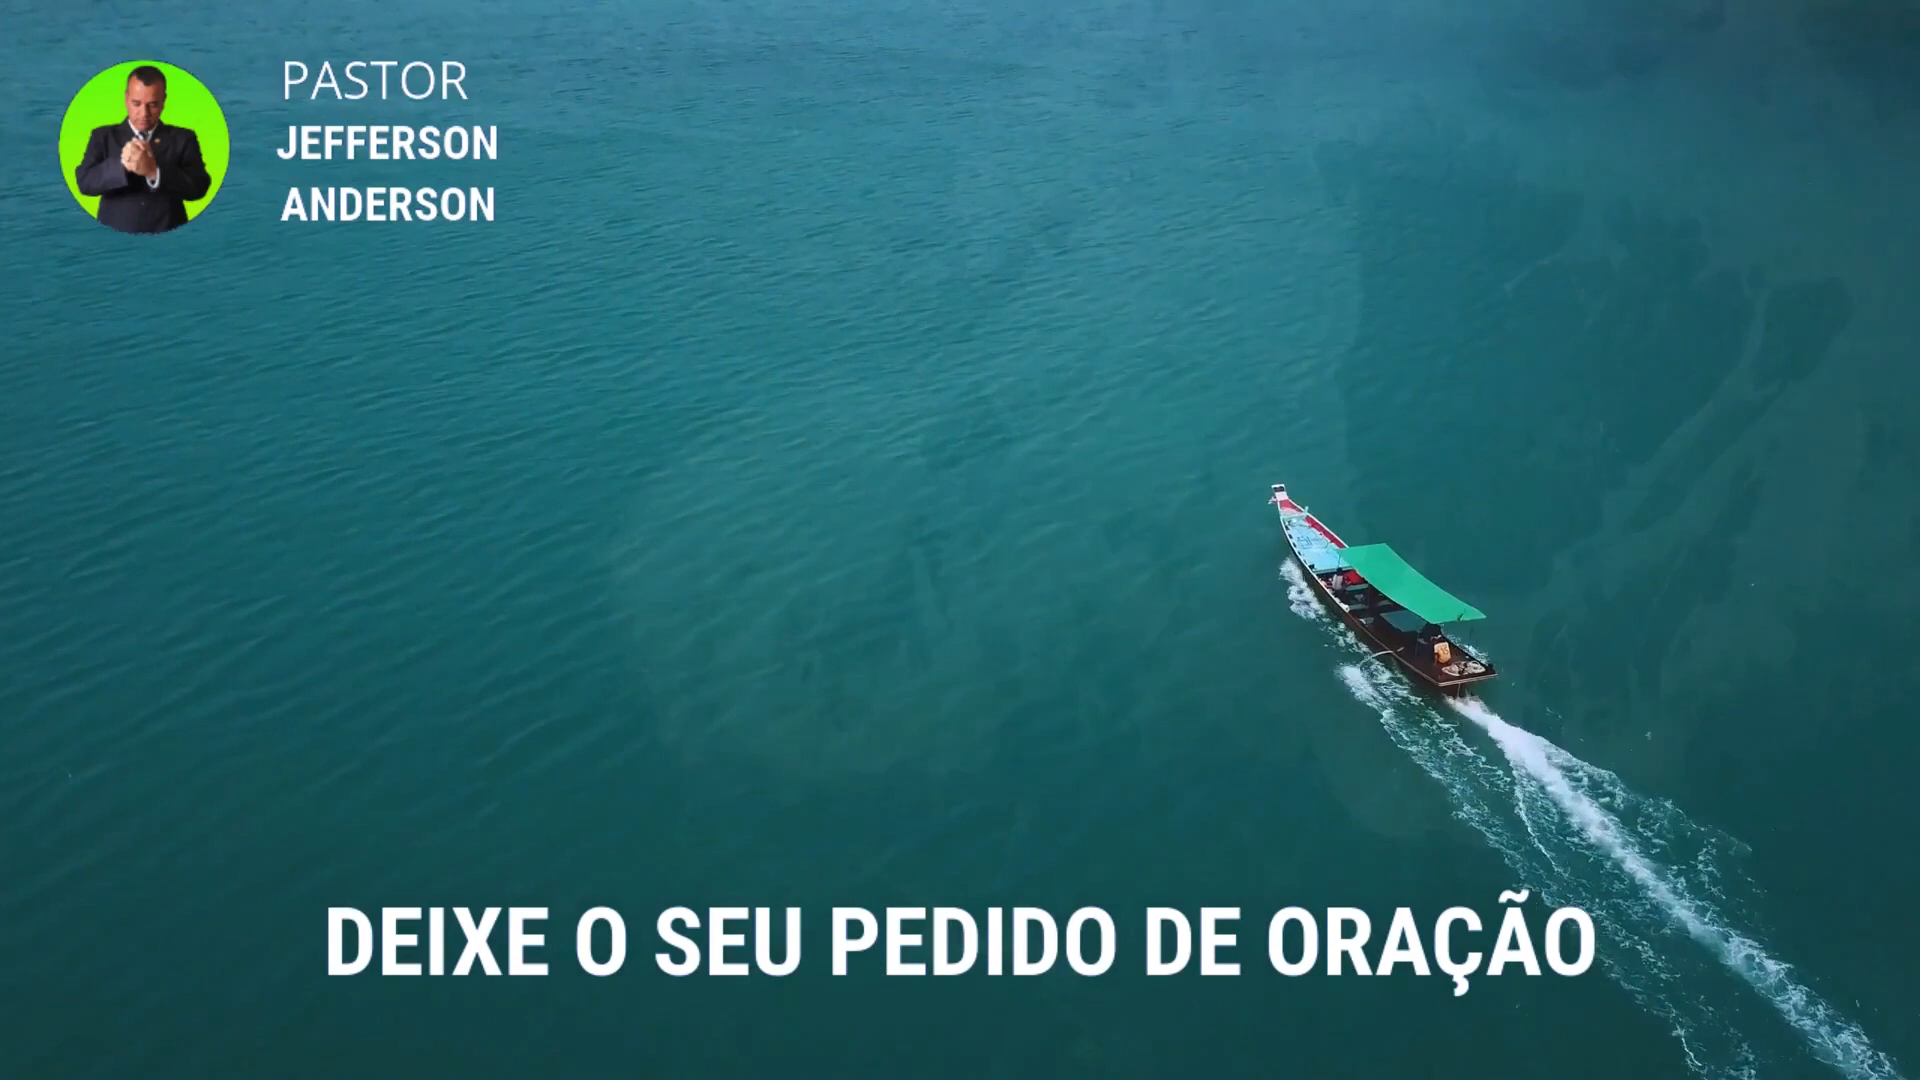 PASTOR
JEFFERSON
ANDERSON
DEIXE O SEU PEDIDO DE ORAÇÃO